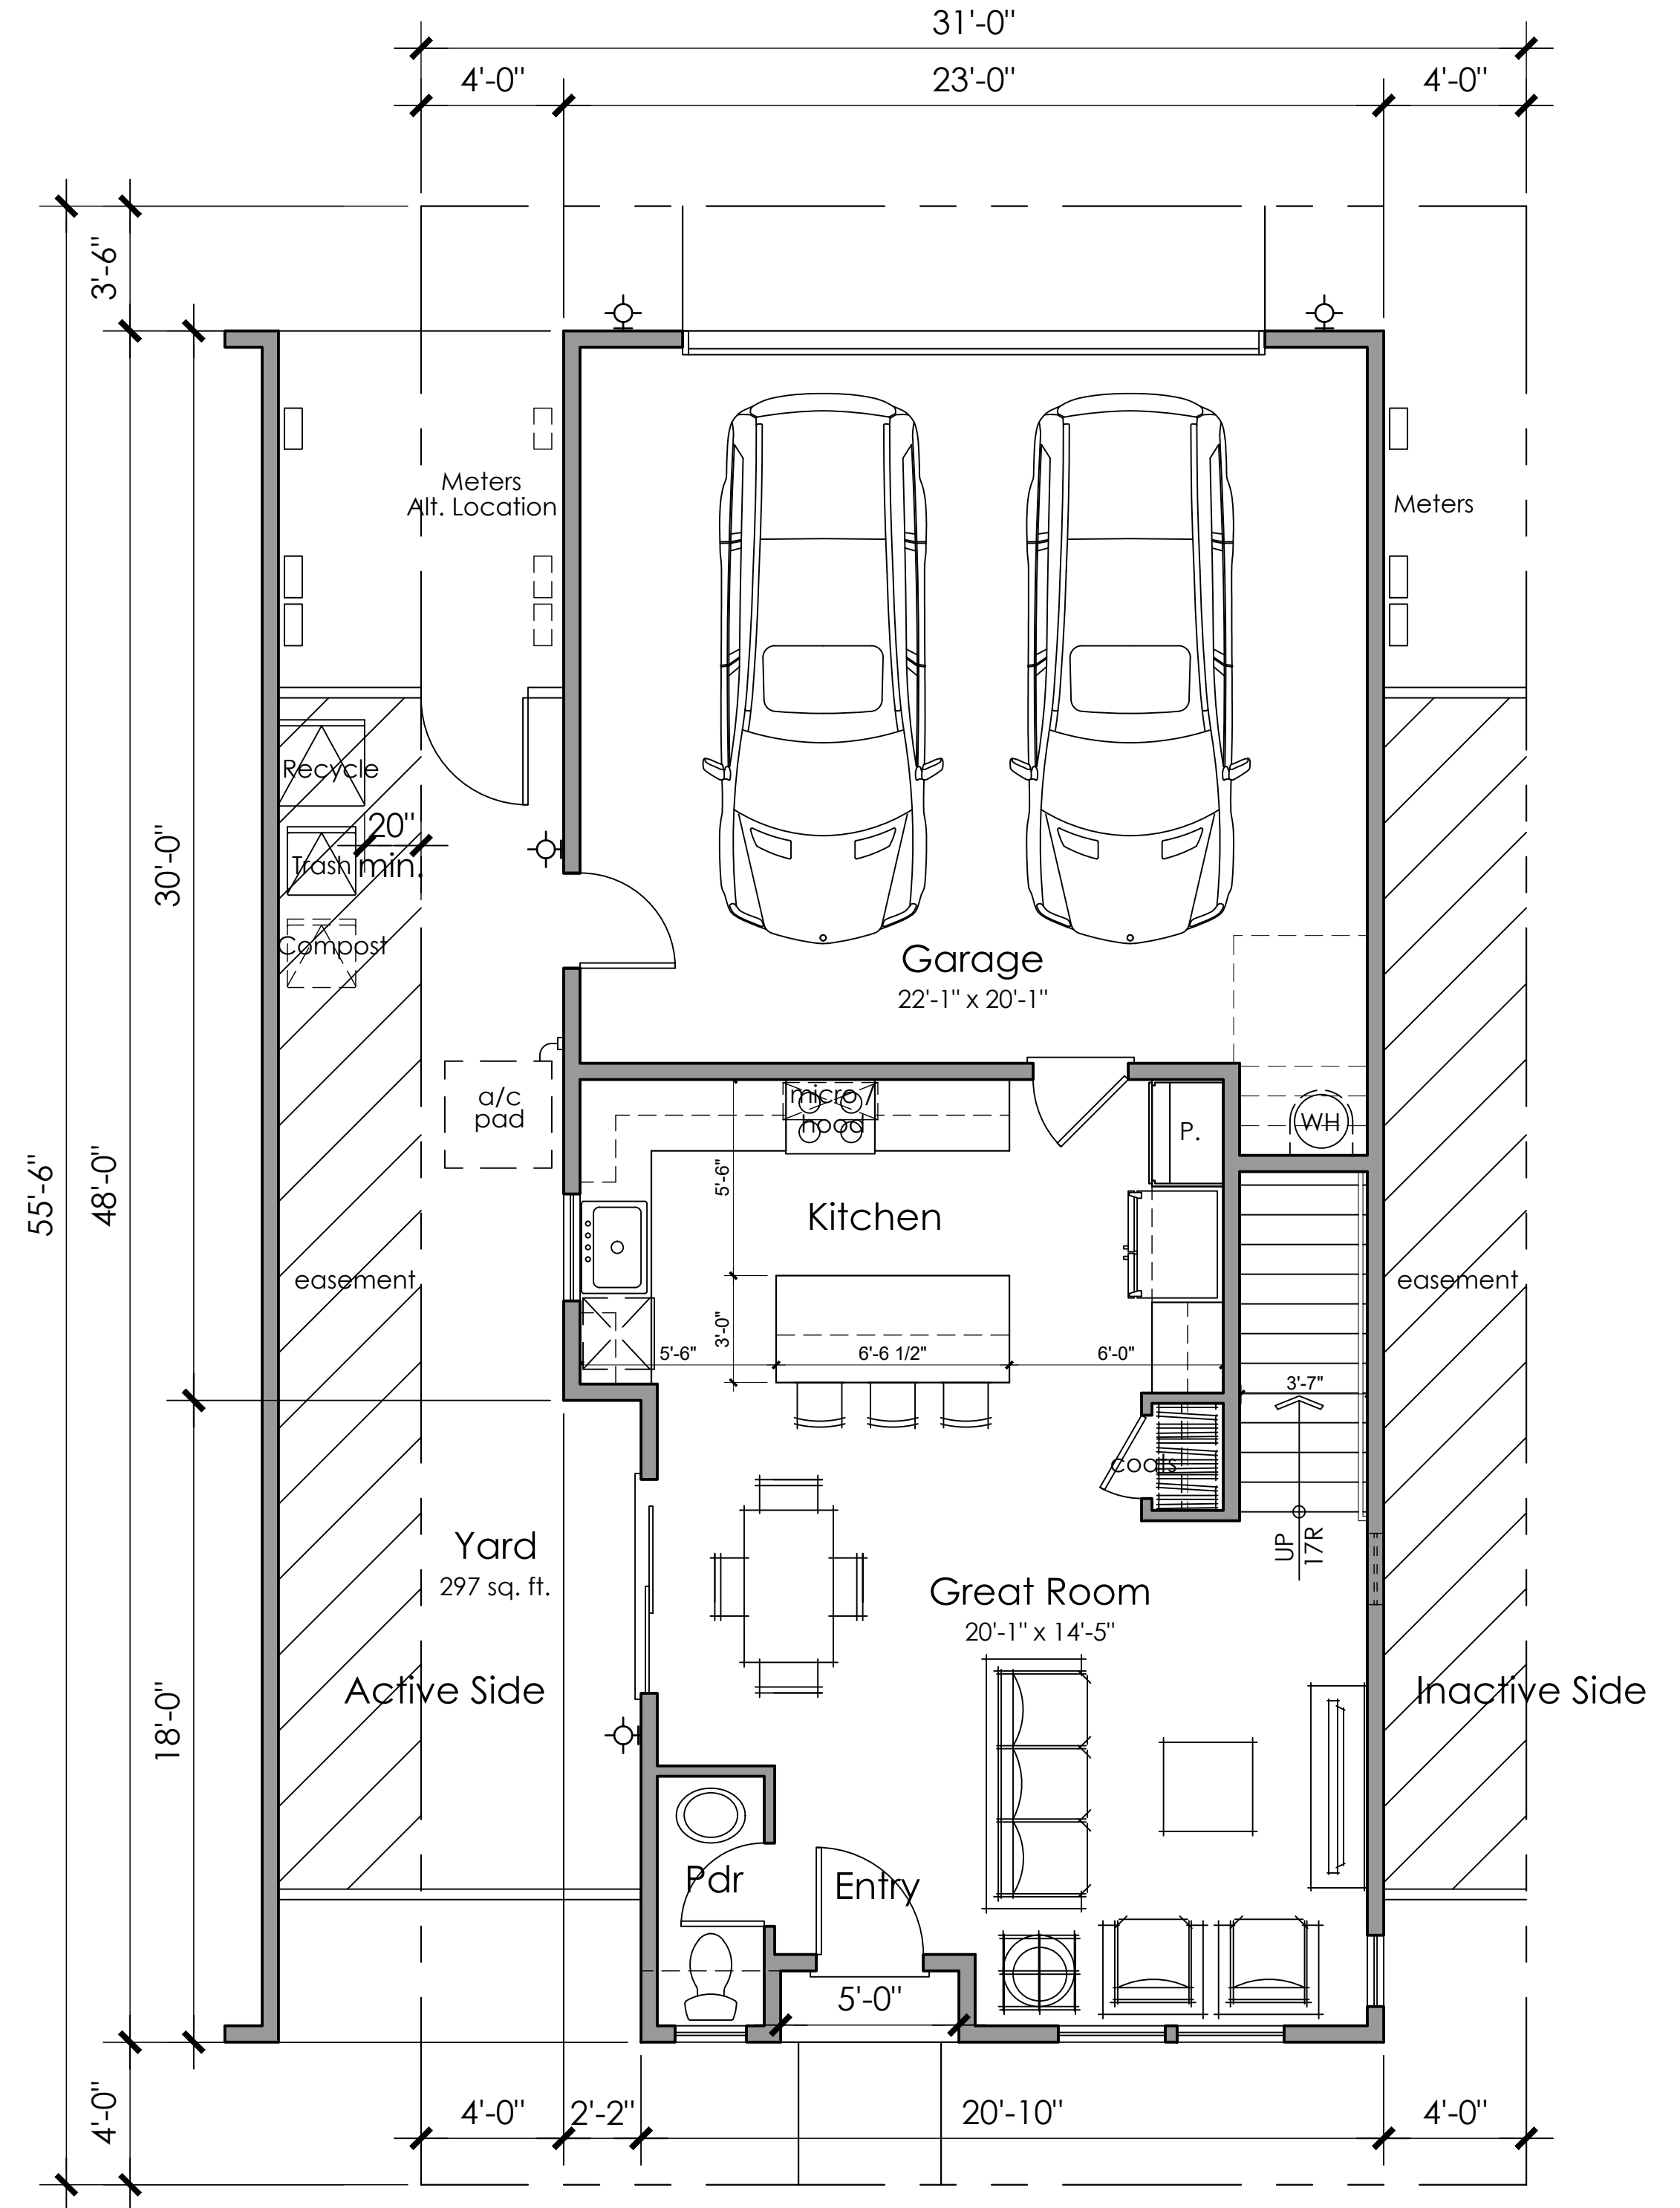 31'-0"
4'-0"
23'-0"
4'-0"
3'-6"
Meters
Alt. Location
Meters
Recycle
20"
min.
Trash
30'-0"
Compost
Garage
22'-1" x 20'-1"
a/c
pad
micro /
hood
P.
WH
55'-6"
48'-0"
5'-6"
Kitchen
easement
easement
3'-0"
5'-6"
6'-6 1/2"
6'-0"
3'-7"
coats
UP
17R
Yard
297 sq. ft.
Great Room
20'-1" x 14'-5"
Active Side
Inactive Side
18'-0"
Pdr
Entry
5'-0"
4'-0"
4'-0"
2'-2"
20'-10"
4'-0"